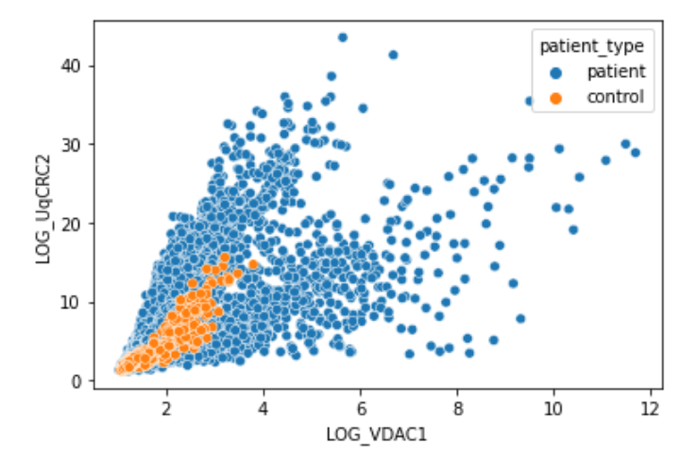 patient_type
patient
control
40
30
20
10
0
LOG_UqCRC2
2 4 6 8 10 12
LOG_VDAC1